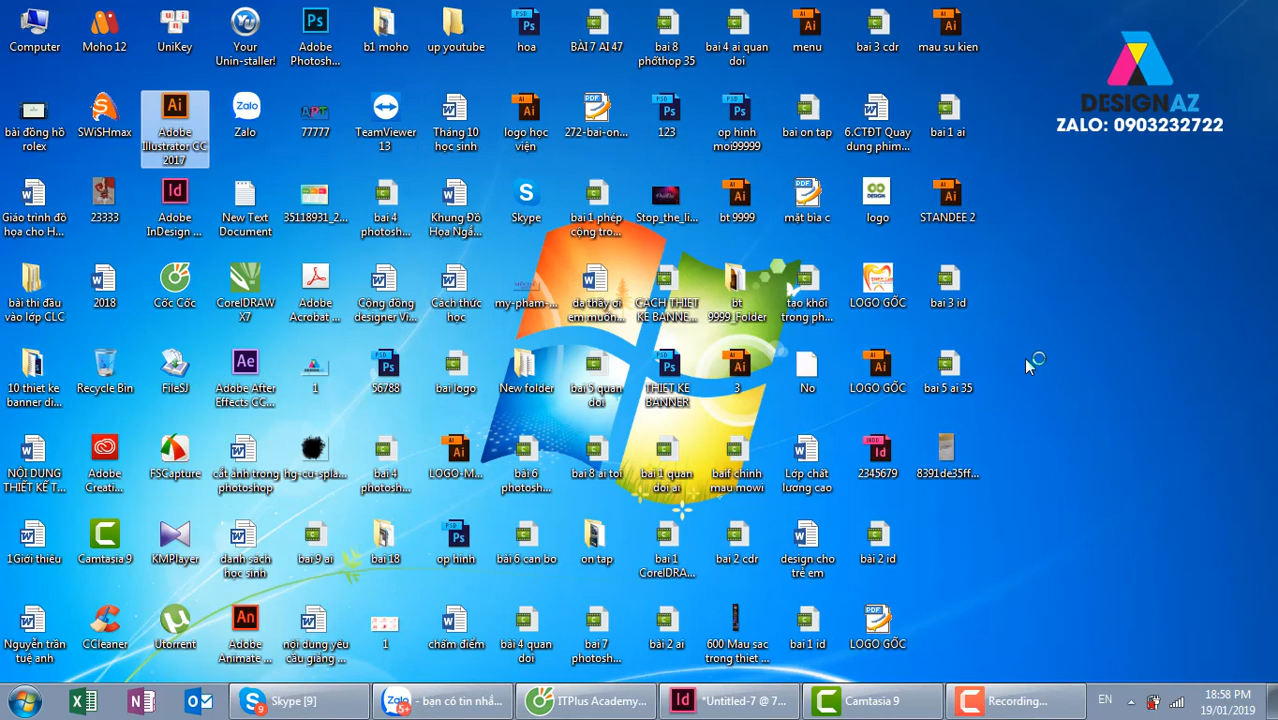 Computer
Moho 12
UniKey
Your
Unin-staller!
Adobe
Photosh...
b1 moho
up youtube
hoa
BÀI 7 AI 47
bai 8
phothop 35
bai 4 ai quan
doi
menu
bai 3 cdr
mau su kien
DESIGNAZ
ZALO: 0903232722
bài đồng hồ
rolex
SWiSHmax
Adobe
Illustrator CC
2017
Zalo
77777
TeamViewer
13
Tháng 10
học sinh
logo học
viện
272-bai-on...
123
op hinh
moi99999
bai on tap
6.CTĐT Quay
dung phim...
bai 1 ai
Giáo trình đồ
họa cho H...
23333
Adobe
InDesign ...
New Text
Document
35118931_2...
bai 4
photosh...
Khung Đồ
Họa Ngắ...
Skype
bai 1 phép
cộng tro...
Stop_the_li...
bt 9999
mặt bia c
logo
STANDEE 2
bài thi đầu
vào lớp CLC
2018
Cốc Cốc
CorelDRAW
X7
Adobe
Acrobat ...
Cộng đồng
designer Vi...
Cách thức
học
my-pham-...
da thầy ơi
em muốn...
CACH THIET
KE BANNE...
bt
9999_Folder
tạo khối
trong ph...
LOGO GỐC
bai 3 id
10 thiet ke
banner di...
Recycle Bin
FileSJ
Adobe After
Effects CC...
1
56788
bai logo
New folder
bai 5 quan
doi
THIET KE
BANNER
3
No
LOGO GỐC
bai 5 ai 35
NỘI DUNG
THIẾT KẾ T...
Adobe
Creati...
FSCapture
cắt ảnh trong
photoshop
hg-cu-spla...
bai 4
photosh...
LOGO-M...
bai 6
photosh...
bai 8 ai toi
bai 1 quan
doi ai
baif chinh
mau mowi
Lớp chất
lượng cao
2345679
8391de35ff...
1Giới thiệu
Camtasia 9
KMPlayer
danh sách
học sinh
bai 9 ai
bai 18
op hinh
bai 6 can bo
on tap
bai 1
CorelDRA...
bai 2 cdr
design cho
trẻ em
bài 2 id
Nguyễn trần
tuệ anh
CCleaner
Utorrent
Adobe
Animate ...
nội dung yêu
cầu giảng ...
1
chấm điểm
bai 4 quan
doi
bai 7
photosh...
bài 2 ai
600 Mau sac
trong thiet ...
bai 1 id
LOGO GỐC
Skype [9]
- bạn có tin nhắ...
ITPlus Academy...
*Untitled-7 @ 7...
Camtasia 9
Recording...
EN
18:58 PM
19/01/2019